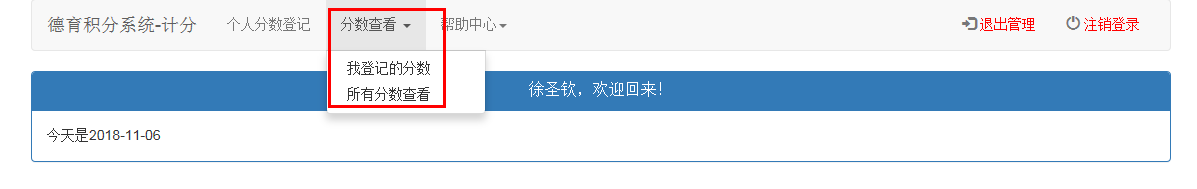 德育积分系统-计分 个人分数登记 分数查看 帮助中心 退出管理 注销登录
我登记的分数
所有分数查看
徐圣钦，欢迎回来！
今天是2018-11-06